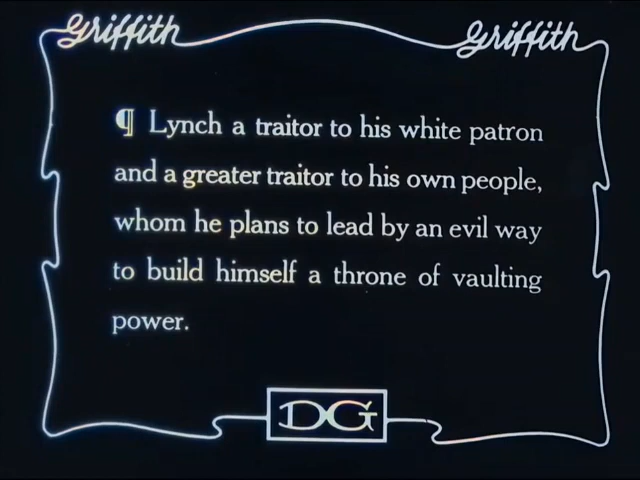 Griffith Griffith
¶ Lynch a traitor to his white patron
and a greater traitor to his own people,
whom he plans to lead by an evil way
to build himself a throne of vaulting
power.
DG